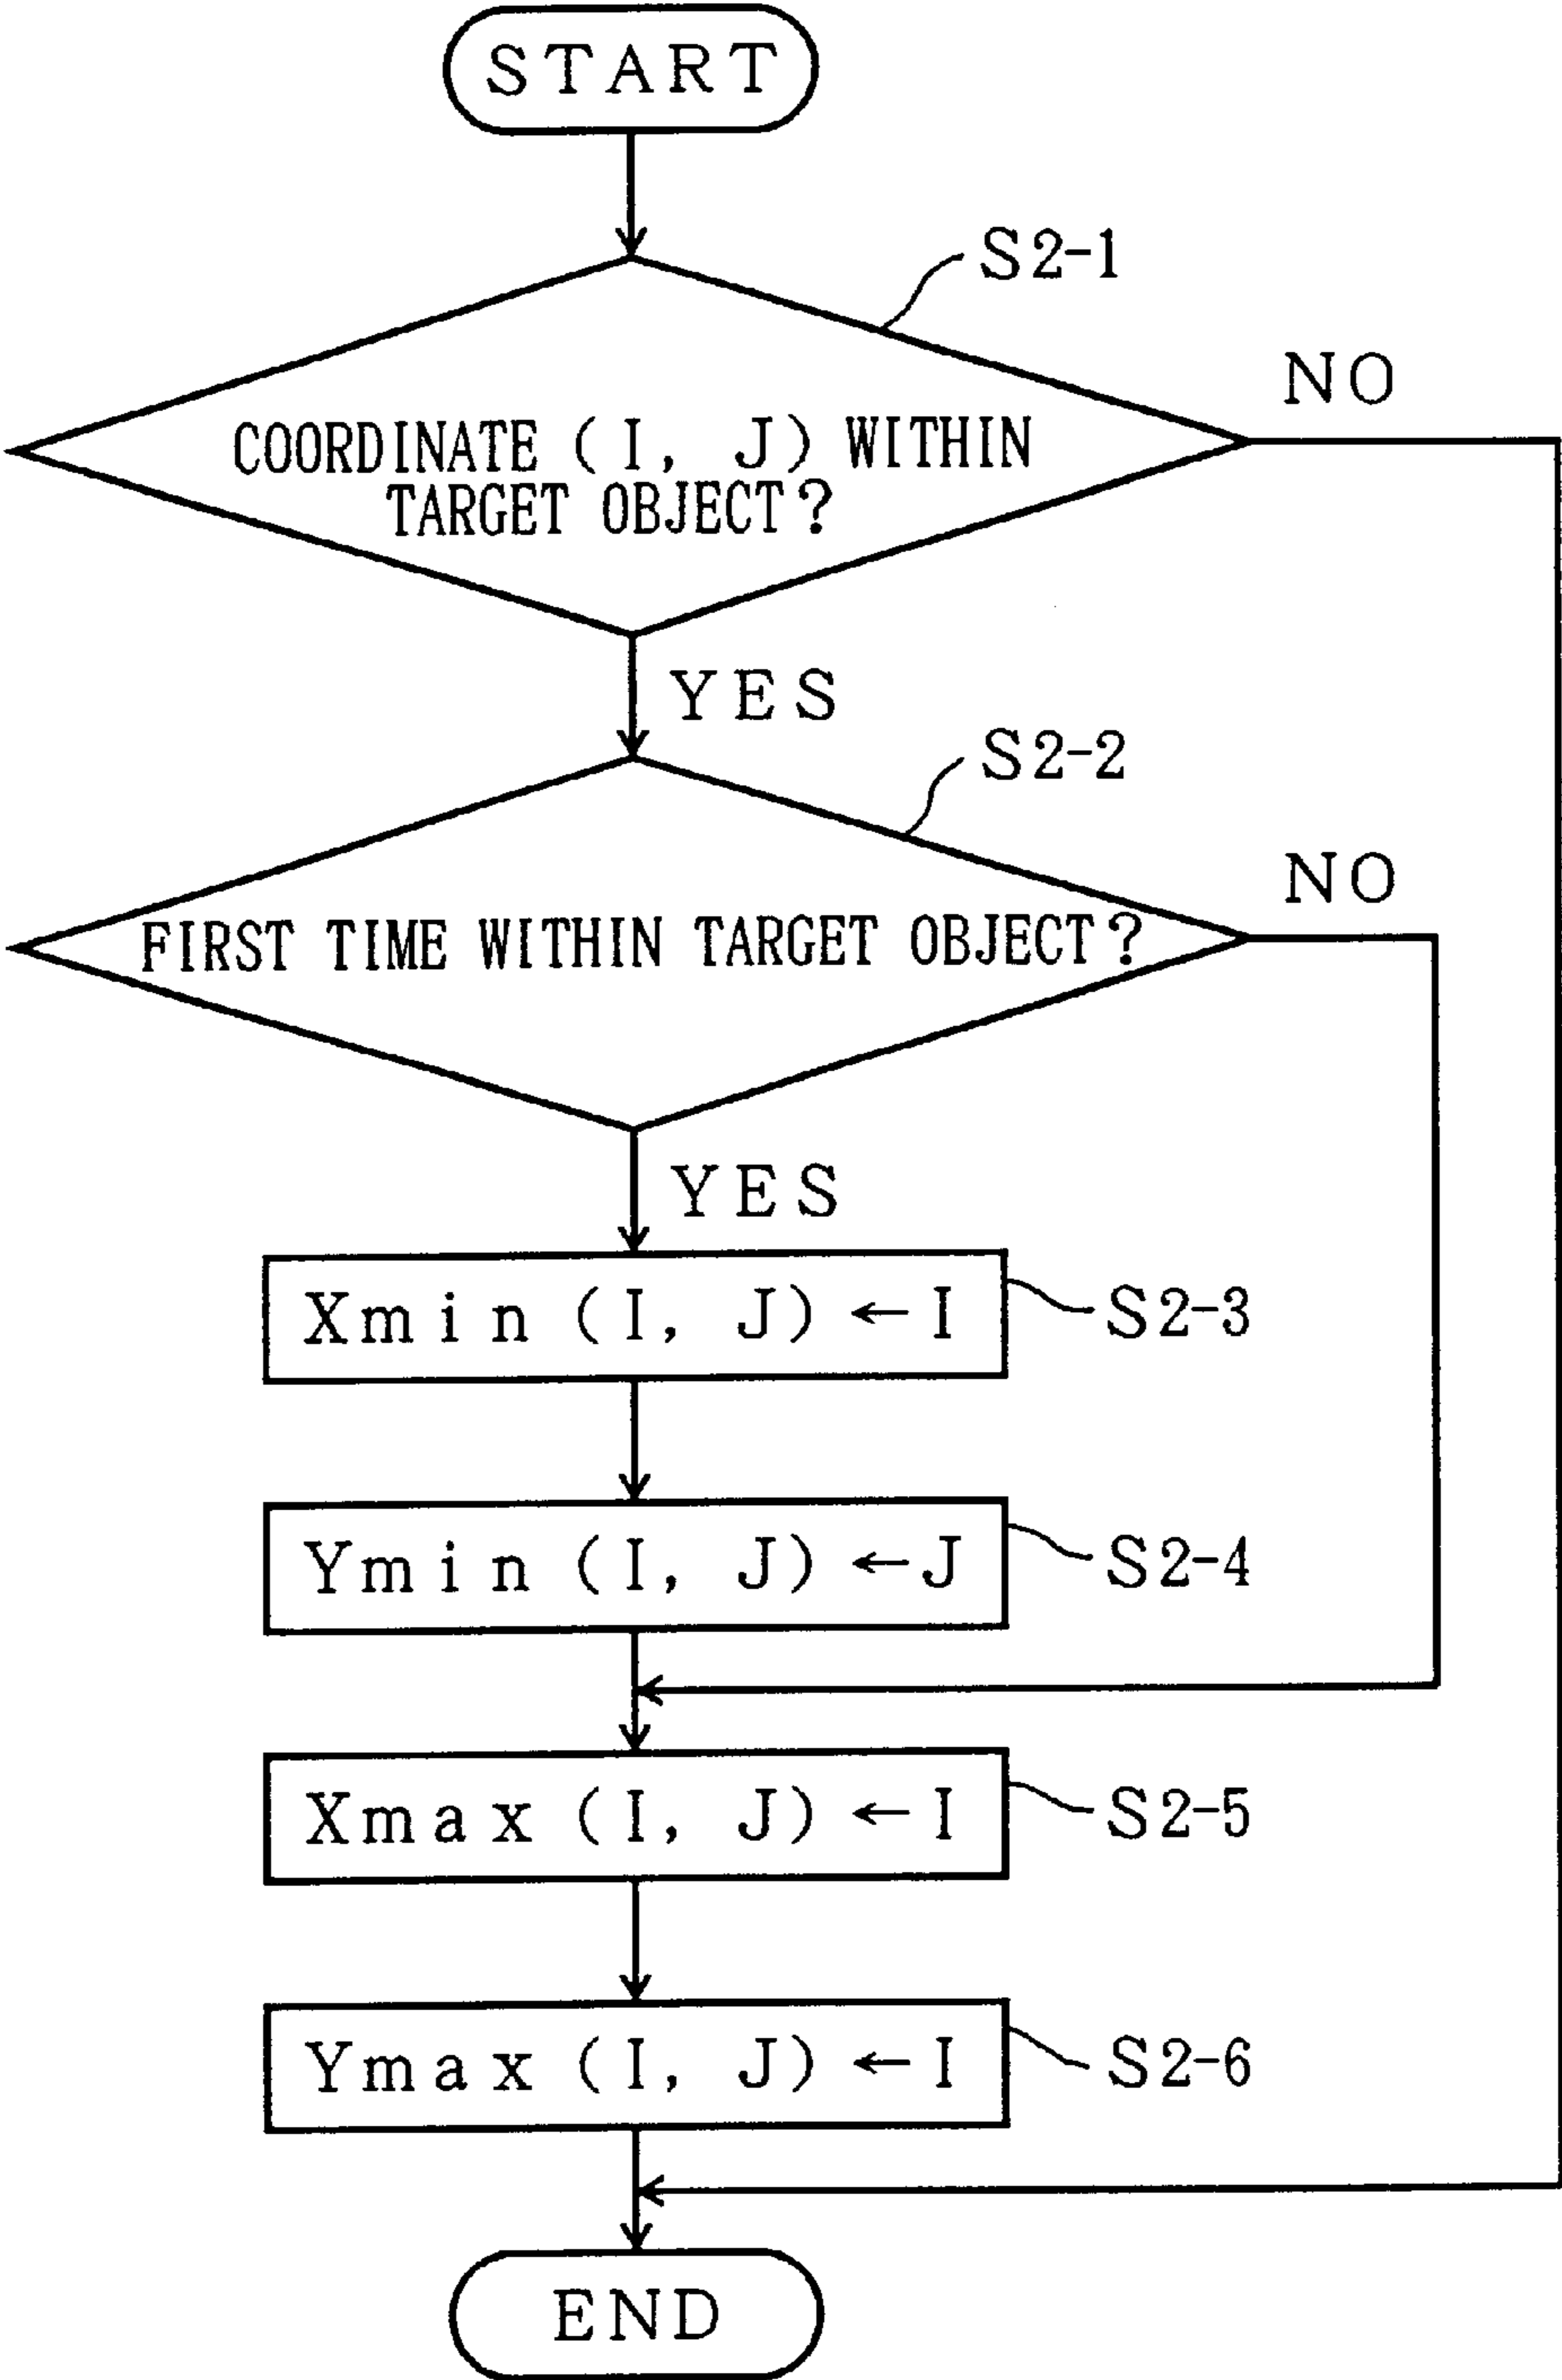 START
S2-1
NO
COORDINATE (I, J) WITHIN
TARGET OBJECT?
YES
S2-2
NO
FIRST TIME WITHIN TARGET OBJECT?
YES
Xmin (I, J) ← I
S2-3
Ymin (I, J) ← J
S2-4
Xmax (I, J) ← I
S2-5
Ymax (I, J) ← I
S2-6
END